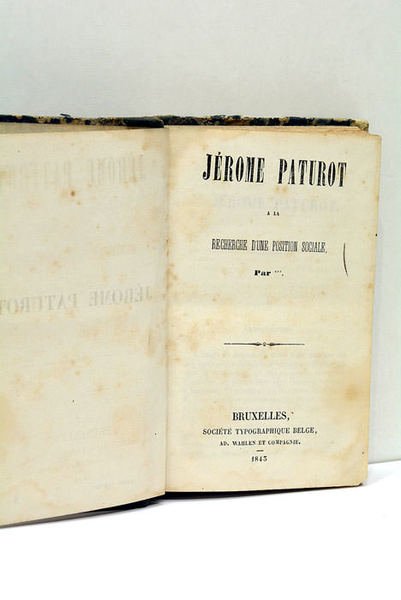 JÉROME PATUROT
A LA
RECHERCHE D'UNE POSITION SOCIALE,
Par ***.
BRUXELLES,
SOCIÉTÉ TYPOGRAPHIQUE BELGE,
AD. WAHLEN ET COMPAGNIE.
1843